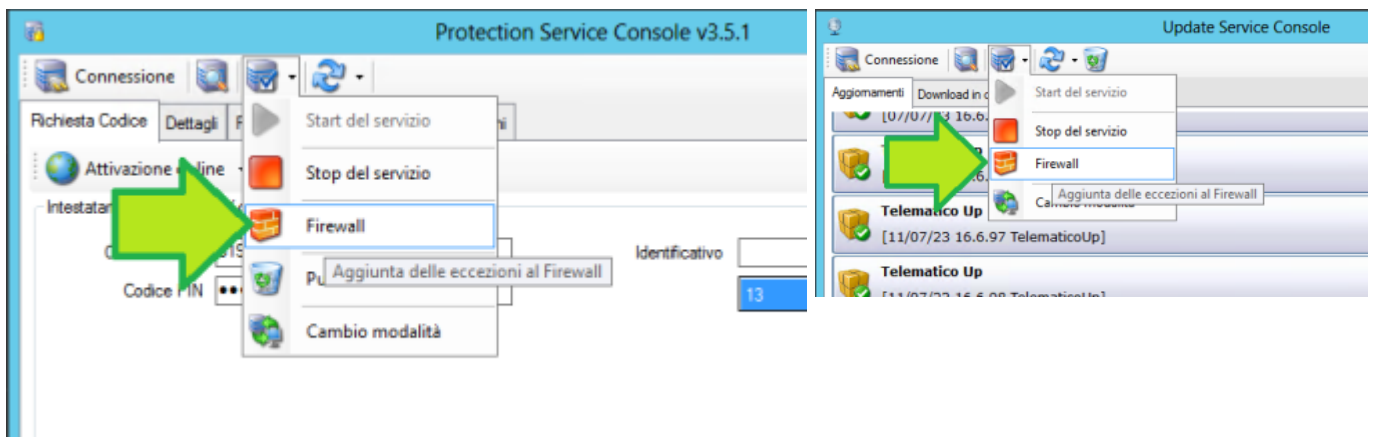 Protection Service Console v3.5.1
Connessione
Richiesta Codice Dettagli
Start del servizio
Attivazione
Stop del servizio
Firewall
Identificativo
Aggiunta delle eccezioni al Firewall
Codice PIN
13
Cambio modalità
Update Service Console
Connessione
Aggiornamenti Download in
Start del servizio
Stop del servizio
Firewall
Aggiunta delle eccezioni al Firewall
Telematico Up
[11/07/23 16.6.97 TelematicoUp]
Telematico Up